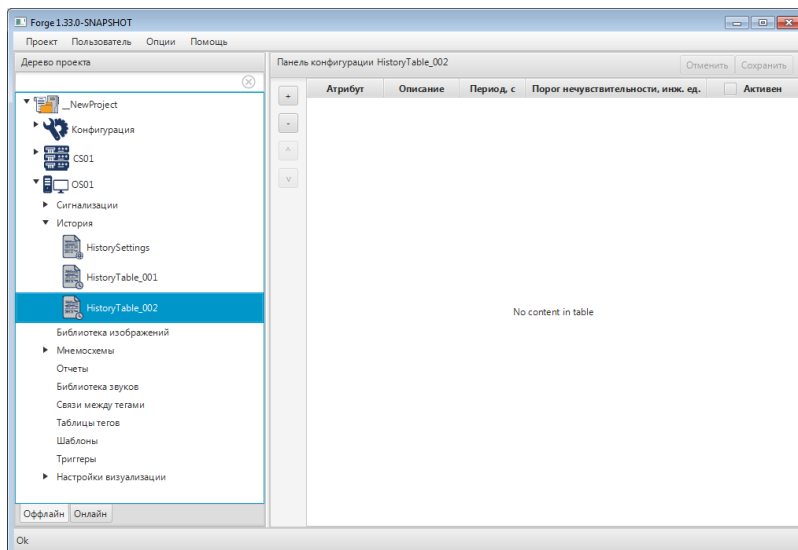 Forge 1.33.0-SNAPSHOT
Проект Пользователь Опции Помощь
Дерево проекта
Панель конфигурации HistoryTable_002
Отменить Сохранить
+
-
^
v
Атрибут Описание Период, с Порог нечувствительности, инж. ед. Активен
_NewProject
Конфигурация
CS01
OS01
Сигнализации
История
HistorySettings
HistoryTable_001
HistoryTable_002
Библиотека изображений
Мнемосхемы
Отчеты
Библиотека звуков
Связи между тегами
Таблицы тегов
Шаблоны
Триггеры
Настройки визуализации
No content in table
Оффлайн Онлайн
Ok